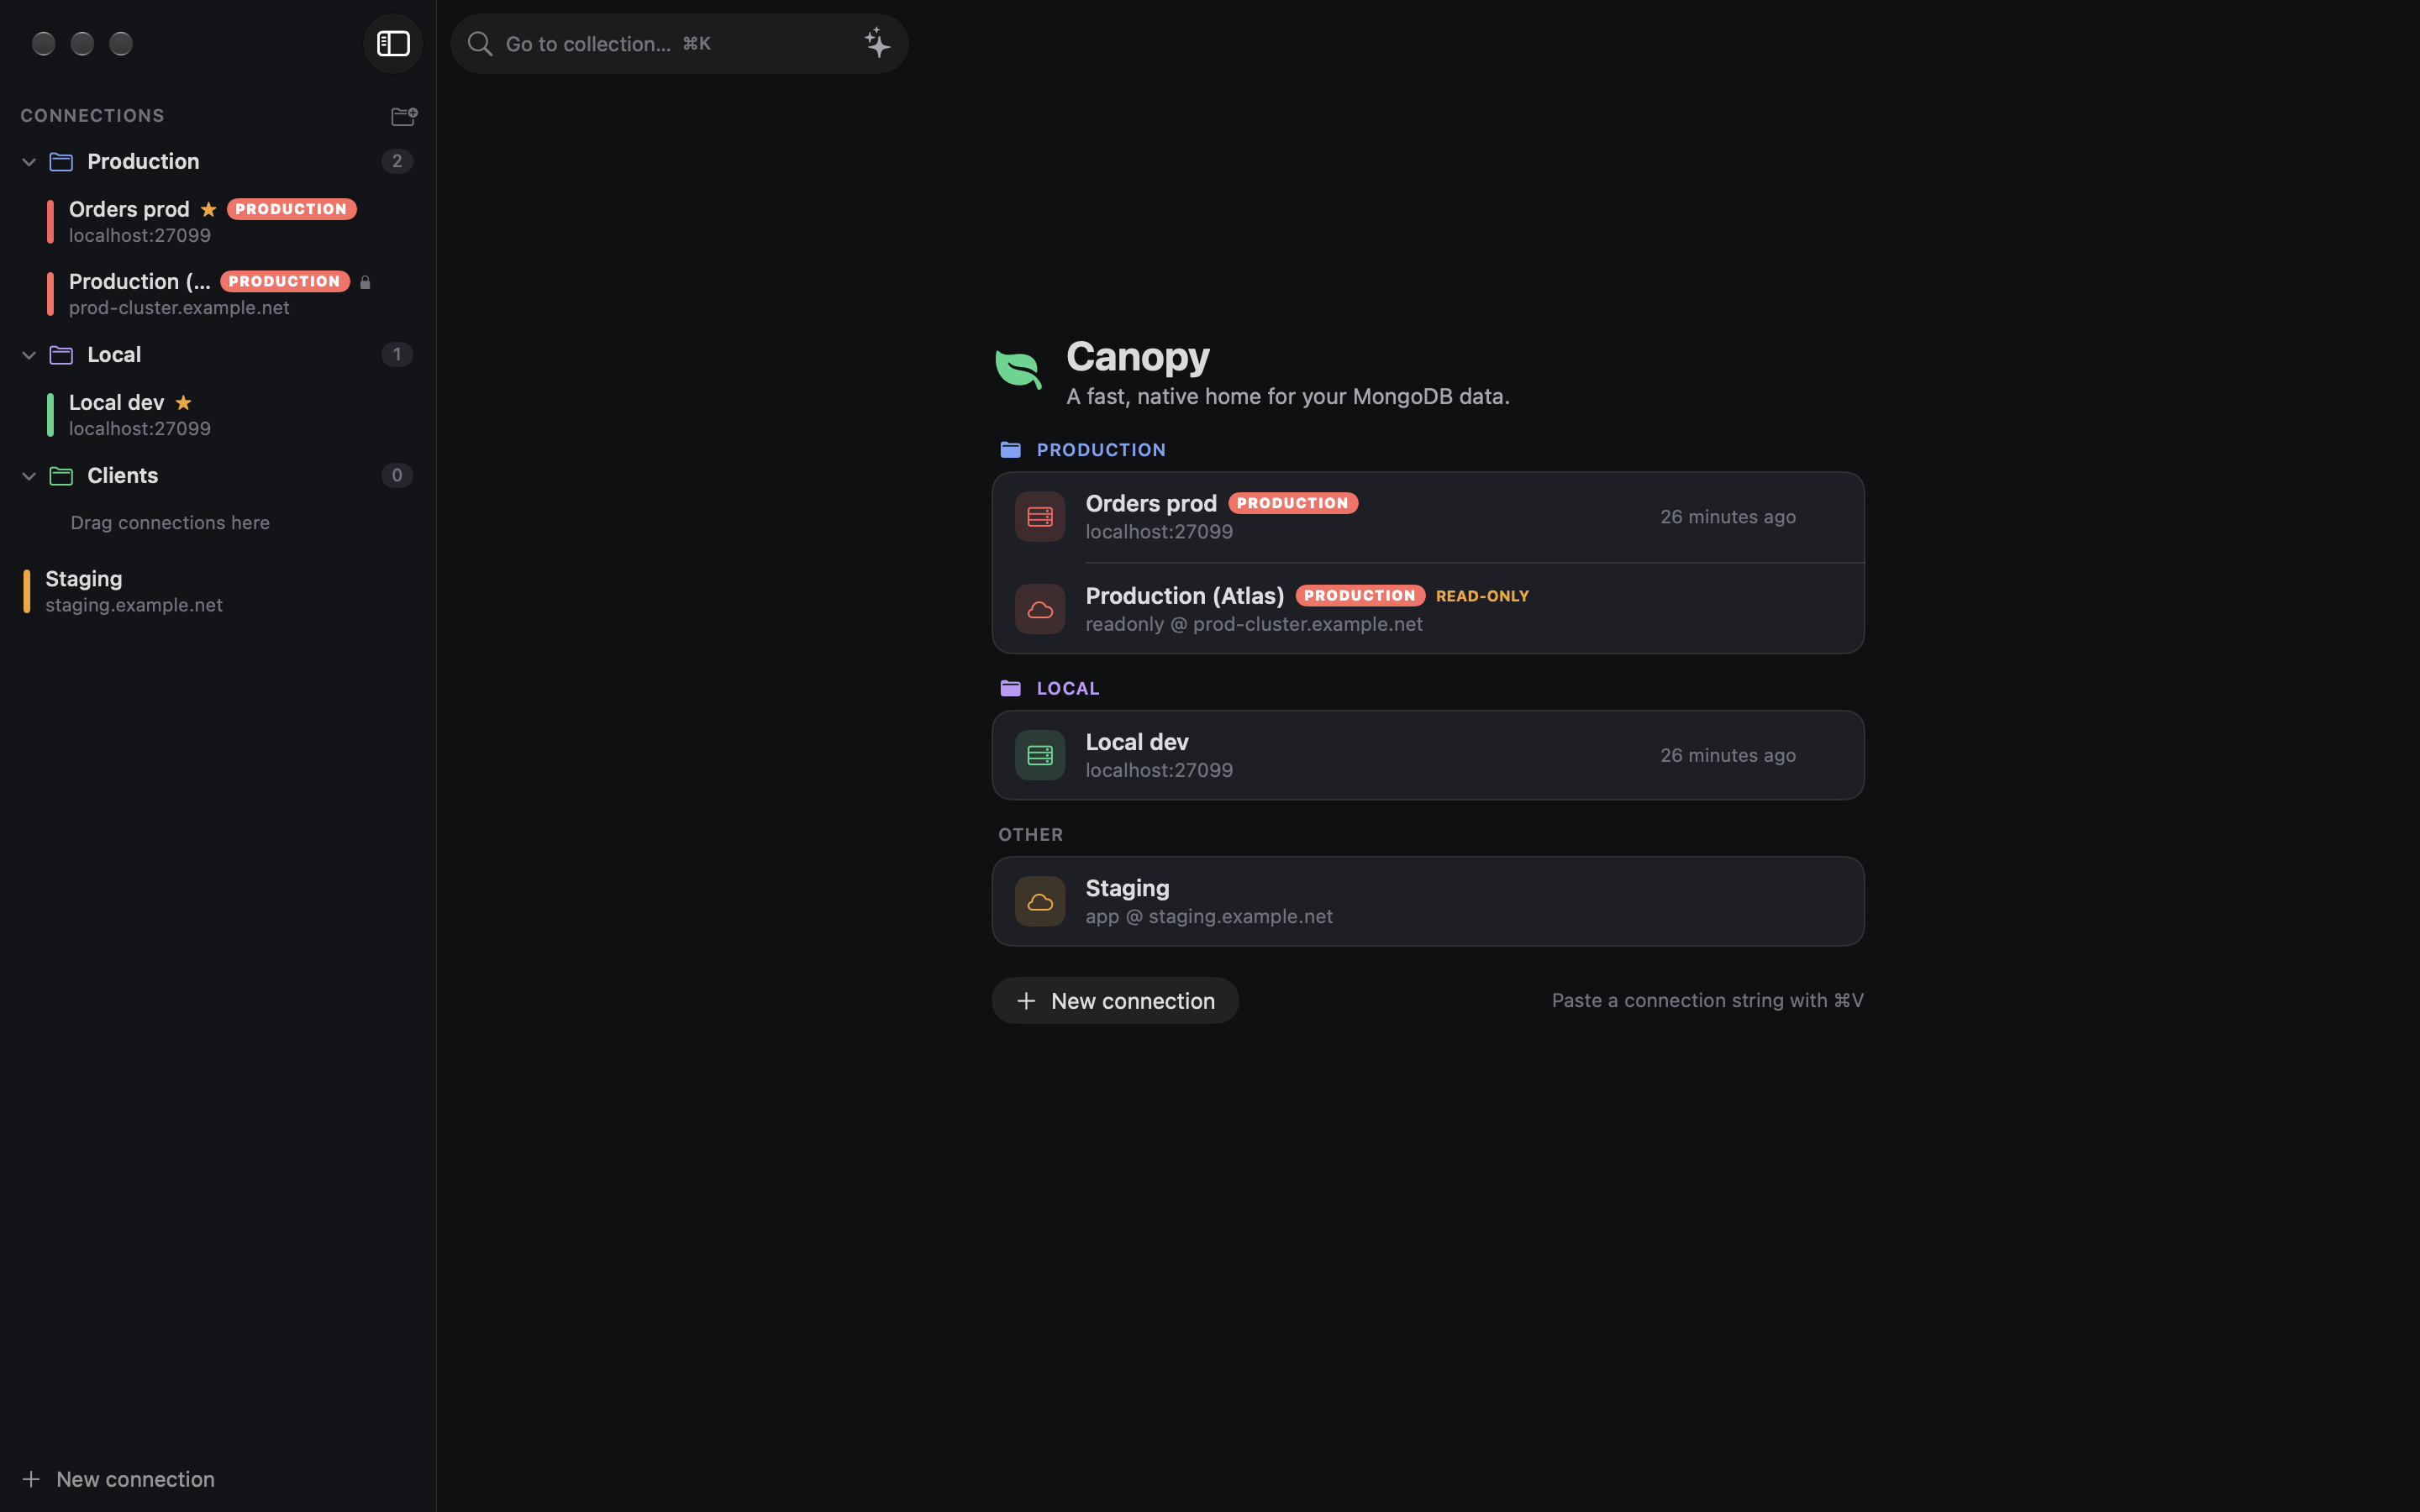 Go to collection... ⌘K
CONNECTIONS
Production 2
Orders prod PRODUCTION
localhost:27099
Production (... PRODUCTION
prod-cluster.example.net
Local 1
Local dev
localhost:27099
Clients 0
Drag connections here
Staging
staging.example.net
New connection
Canopy
A fast, native home for your MongoDB data.
PRODUCTION
Orders prod PRODUCTION
localhost:27099
26 minutes ago
Production (Atlas) PRODUCTION READ-ONLY
readonly @ prod-cluster.example.net
LOCAL
Local dev
localhost:27099
26 minutes ago
OTHER
Staging
app @ staging.example.net
New connection
Paste a connection string with ⌘V